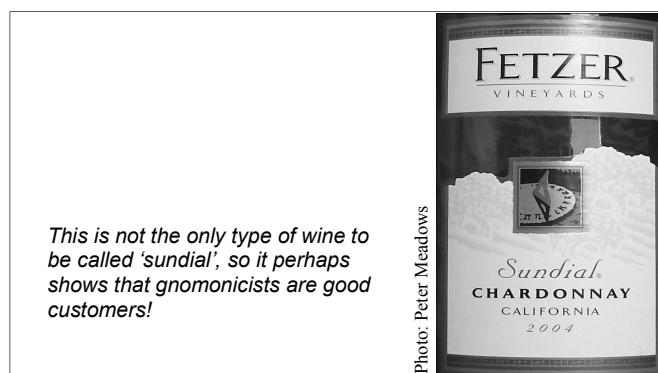 This is not the only type of wine to
be called ‘sundial’, so it perhaps
shows that gnomonicists are good
customers!
Photo: Peter Meadows
FETZER®
VINEYARDS
Sundial®
CHARDONNAY
CALIFORNIA
2004